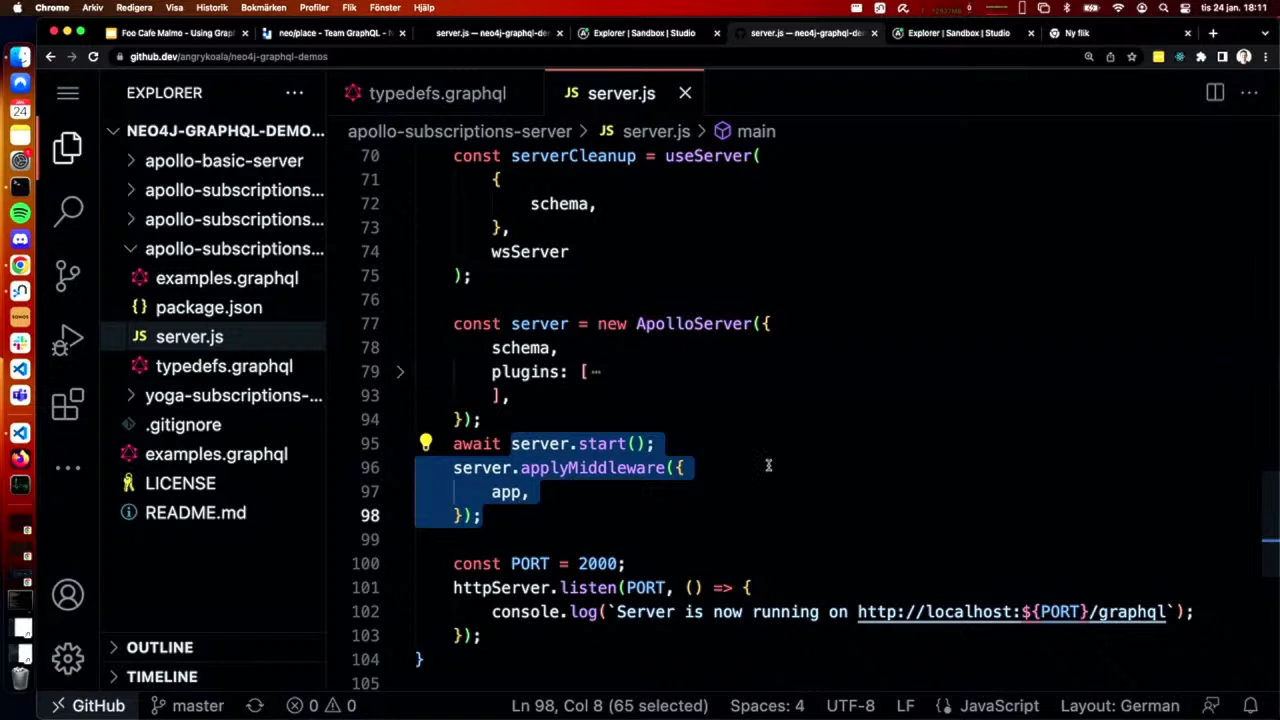 Chrome Arkiv Redigera Visa Historik Bokmärken Profiler Flik Fönster Hjälp tis 24 jan. 18:11
Foo Cafe Malmo - Using Grap
neo/place - Team GraphQL -
server.js — neo4j-graphql-dem
Explorer | Sandbox | Studio
server.js — neo4j-graphql-dem
Explorer | Sandbox | Studio
Ny flik
github.dev/angrykoala/neo4j-graphql-demos
EXPLORER
typedefs.graphql
JS server.js
NEO4J-GRAPHQL-DEMO...
apollo-subscriptions-server > JS server.js > main
apollo-basic-server
apollo-subscriptions...
apollo-subscriptions...
apollo-subscriptions...
examples.graphql
{} package.json
JS server.js
typedefs.graphql
yoga-subscriptions-...
.gitignore
examples.graphql
LICENSE
README.md
OUTLINE
TIMELINE
70 const serverCleanup = useServer(
71 {
72 schema,
73 },
74 wsServer
75 );
76
77 const server = new ApolloServer({
78 schema,
79 plugins: [⋯
93 ],
94 });
95 await server.start();
96 server.applyMiddleware({
97 app,
98 });
99
100 const PORT = 2000;
101 httpServer.listen(PORT, () => {
102 console.log(`Server is now running on http://localhost:${PORT}/graphql`);
103 });
104 }
105
GitHub master 0 0 Ln 98, Col 8 (65 selected) Spaces: 4 UTF-8 LF {} JavaScript Layout: German